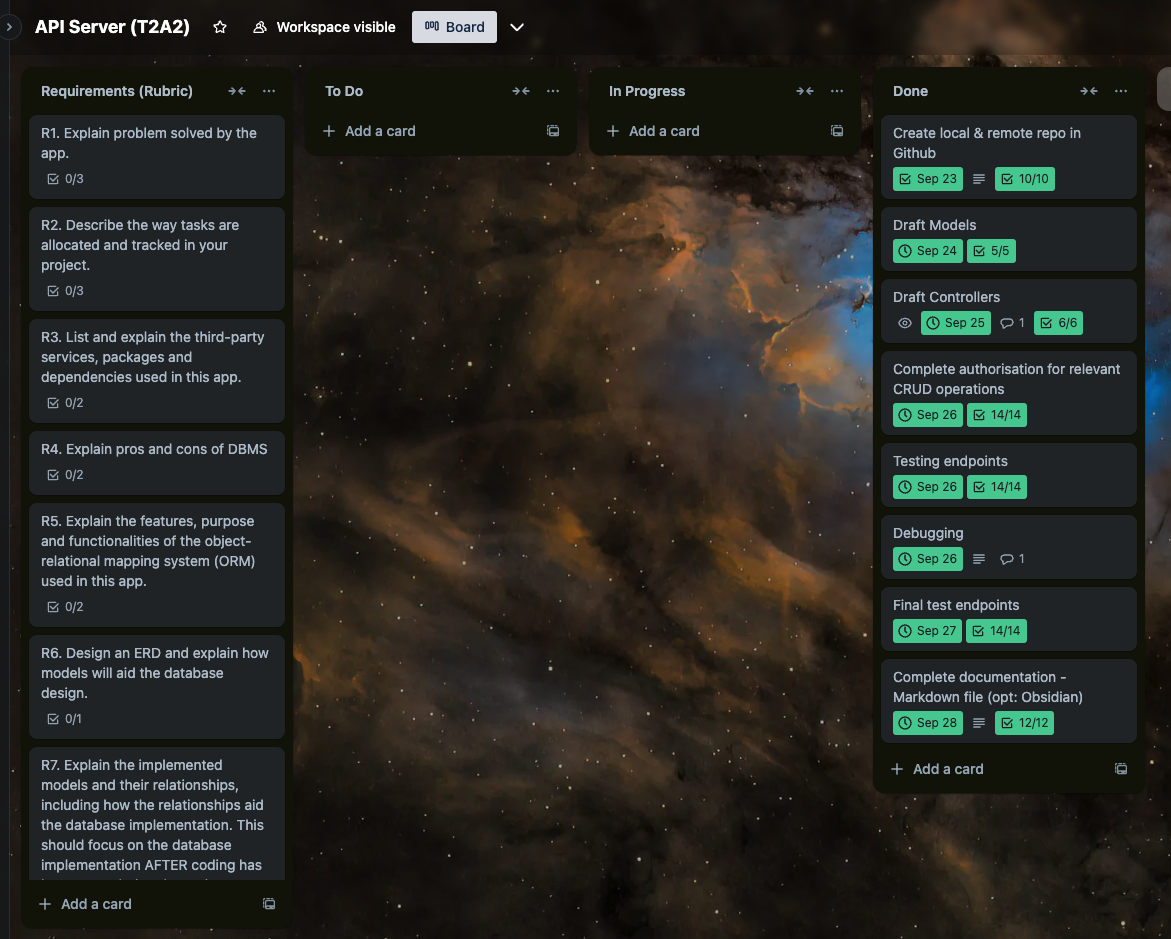 API Server (T2A2)
Workspace visible
Board
Requirements (Rubric)
R1. Explain problem solved by the
app.
0/3
R2. Describe the way tasks are
allocated and tracked in your
project.
0/3
R3. List and explain the third-party
services, packages and
dependencies used in this app.
0/2
R4. Explain pros and cons of DBMS
0/2
R5. Explain the features, purpose
and functionalities of the object-
relational mapping system (ORM)
used in this app.
0/2
R6. Design an ERD and explain how
models will aid the database
design.
0/1
R7. Explain the implemented
models and their relationships,
including how the relationships aid
the database implementation. This
should focus on the database
implementation AFTER coding has
Add a card
To Do
Add a card
In Progress
Add a card
Done
Create local & remote repo in
Github
Sep 23 10/10
Draft Models
Sep 24 5/5
Draft Controllers
Sep 25 1 6/6
Complete authorisation for relevant
CRUD operations
Sep 26 14/14
Testing endpoints
Sep 26 14/14
Debugging
Sep 26 1
Final test endpoints
Sep 27 14/14
Complete documentation -
Markdown file (opt: Obsidian)
Sep 28 12/12
Add a card